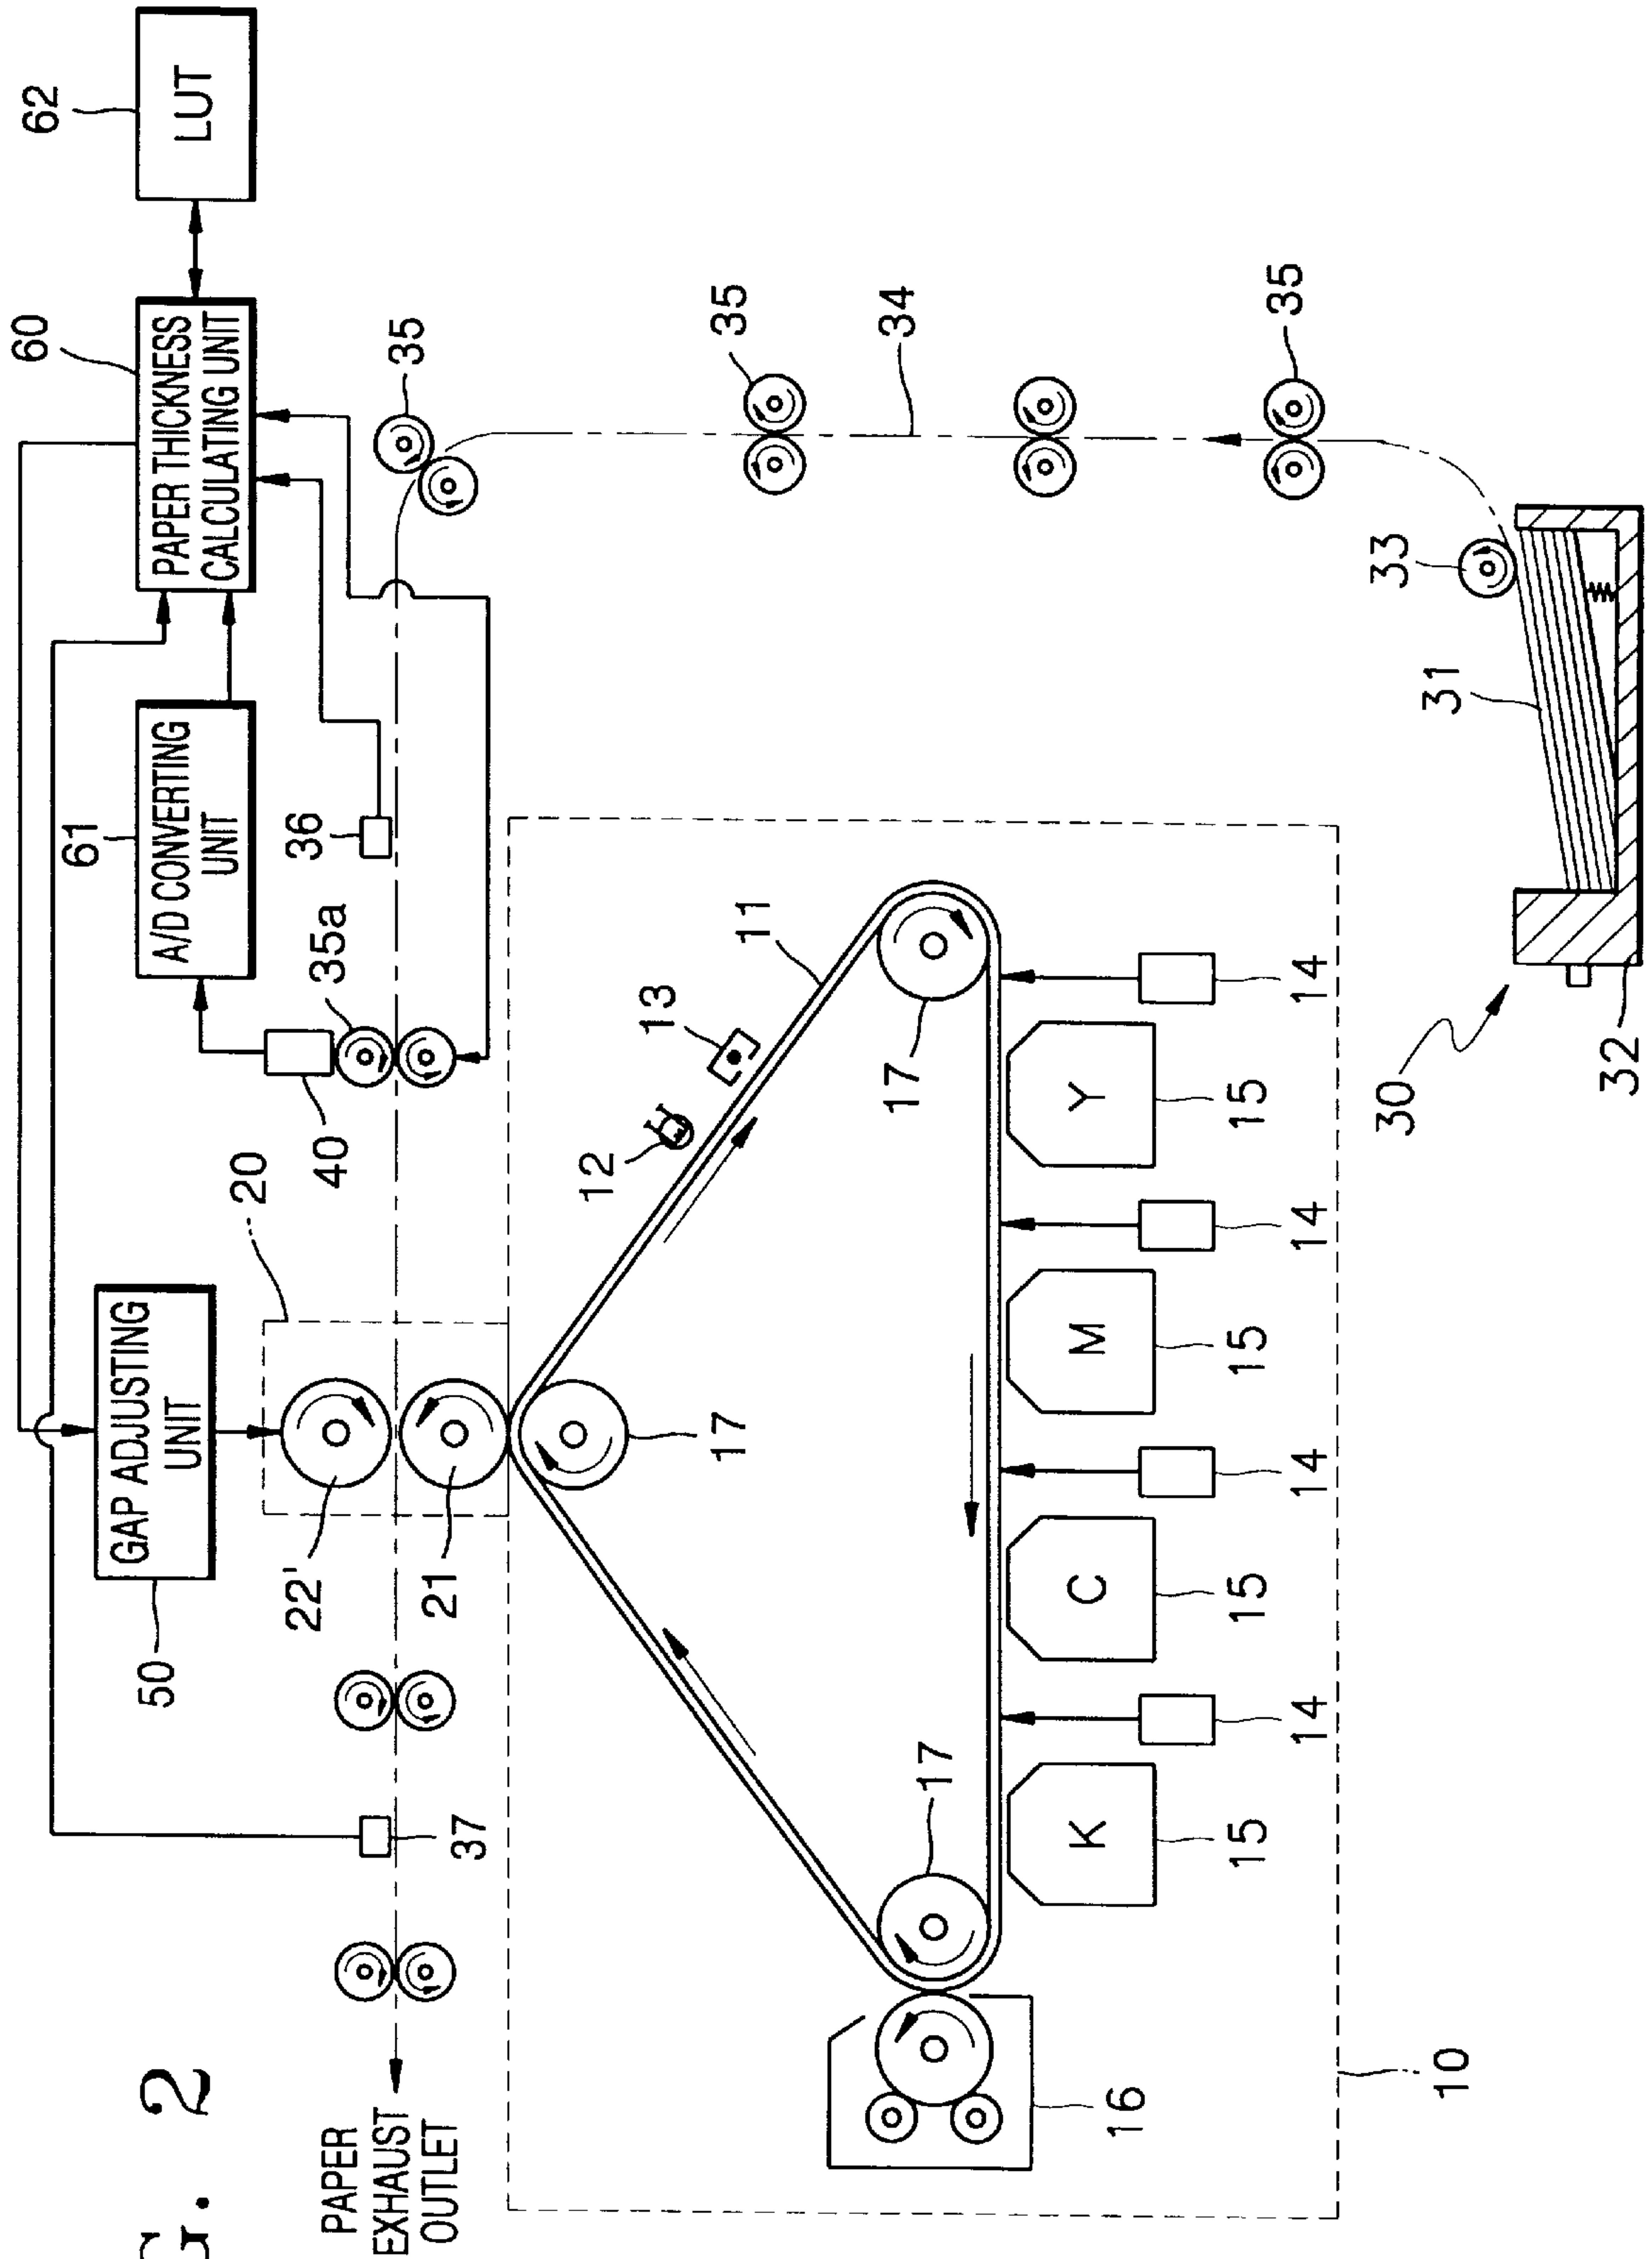 G. 2
62
LUT
60
PAPER THICKNESS
CALCULATING UNIT
61
A/D CONVERTING
UNIT
GAP ADJUSTING
UNIT
50
20
22'
21
40
35a
36
37
35
35
34
35
33
31
32
30
PAPER
EXHAUST
OUTLET
11
13
12
17
17
17
14
14
14
14
Y
M
C
K
15
15
15
15
16
10